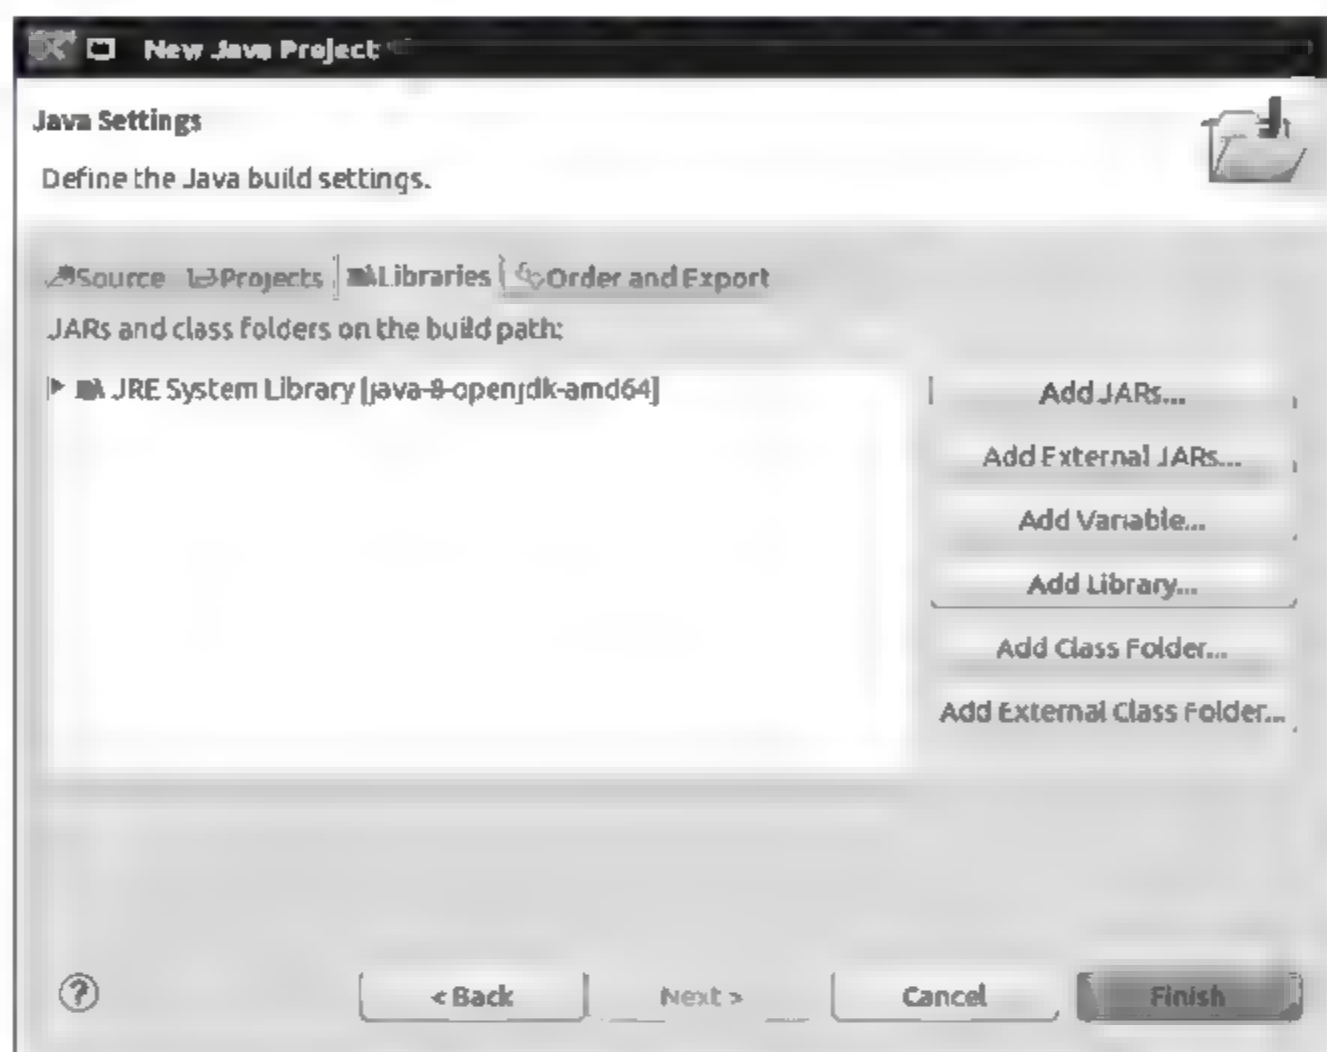 New Java Project
Java Settings
Define the Java build settings.
Source Projects Libraries Order and Export
JARs and class folders on the build path:
JRE System Library [java-8-openjdk-amd64]
Add JARs...
Add External JARs...
Add Variable...
Add Library...
Add Class Folder...
Add External Class Folder...
? < Back Next > Cancel Finish